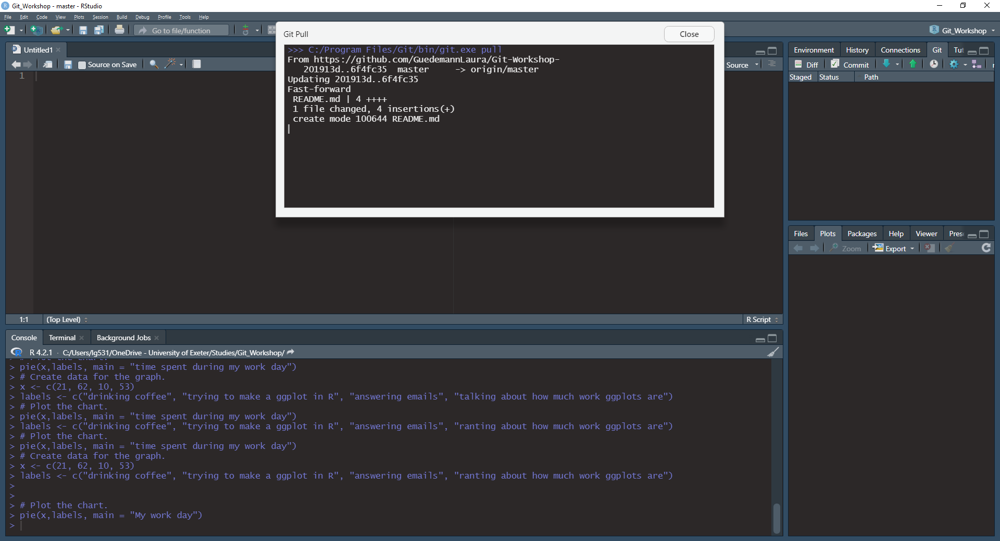 Git_Workshop - master - RStudio
File Edit Code View Plots Session Build Debug Profile Tools Help
Go to file/function
Git_Workshop
Git Pull
Close
>>> C:/Program Files/Git/bin/git.exe pull
From https://github.com/GuedemannLaura/Git-Workshop-
201913d..6f4fc35 master -> origin/master
Updating 201913d..6f4fc35
Fast-forward
README.md | 4 ++++
1 file changed, 4 insertions(+)
create mode 100644 README.md
Untitled1
Source on Save
Source
1
1:1 (Top Level)
R Script
Console Terminal Background Jobs
R 4.2.1 · C:/Users/lg531/OneDrive - University of Exeter/Studies/Git_Workshop/
> # Plot the chart.
> pie(x,labels, main = "time spent during my work day")
> # Create data for the graph.
> x <- c(21, 62, 10, 53)
> labels <- c("drinking coffee", "trying to make a ggplot in R", "answering emails", "talking about how much work ggplots are")
> # Plot the chart.
> pie(x,labels, main = "time spent during my work day")
> labels <- c("drinking coffee", "trying to make a ggplot in R", "answering emails", "ranting about how much work ggplots are")
> # Plot the chart.
> pie(x,labels, main = "time spent during my work day")
> # Create data for the graph.
> x <- c(21, 62, 10, 53)
> labels <- c("drinking coffee", "trying to make a ggplot in R", "answering emails", "ranting about how much work ggplots are")
>
>
> # Plot the chart.
> pie(x,labels, main = "My work day")
>
Environment History Connections Git Tut
Diff Commit
Staged Status Path
Files Plots Packages Help Viewer Pres
Zoom Export